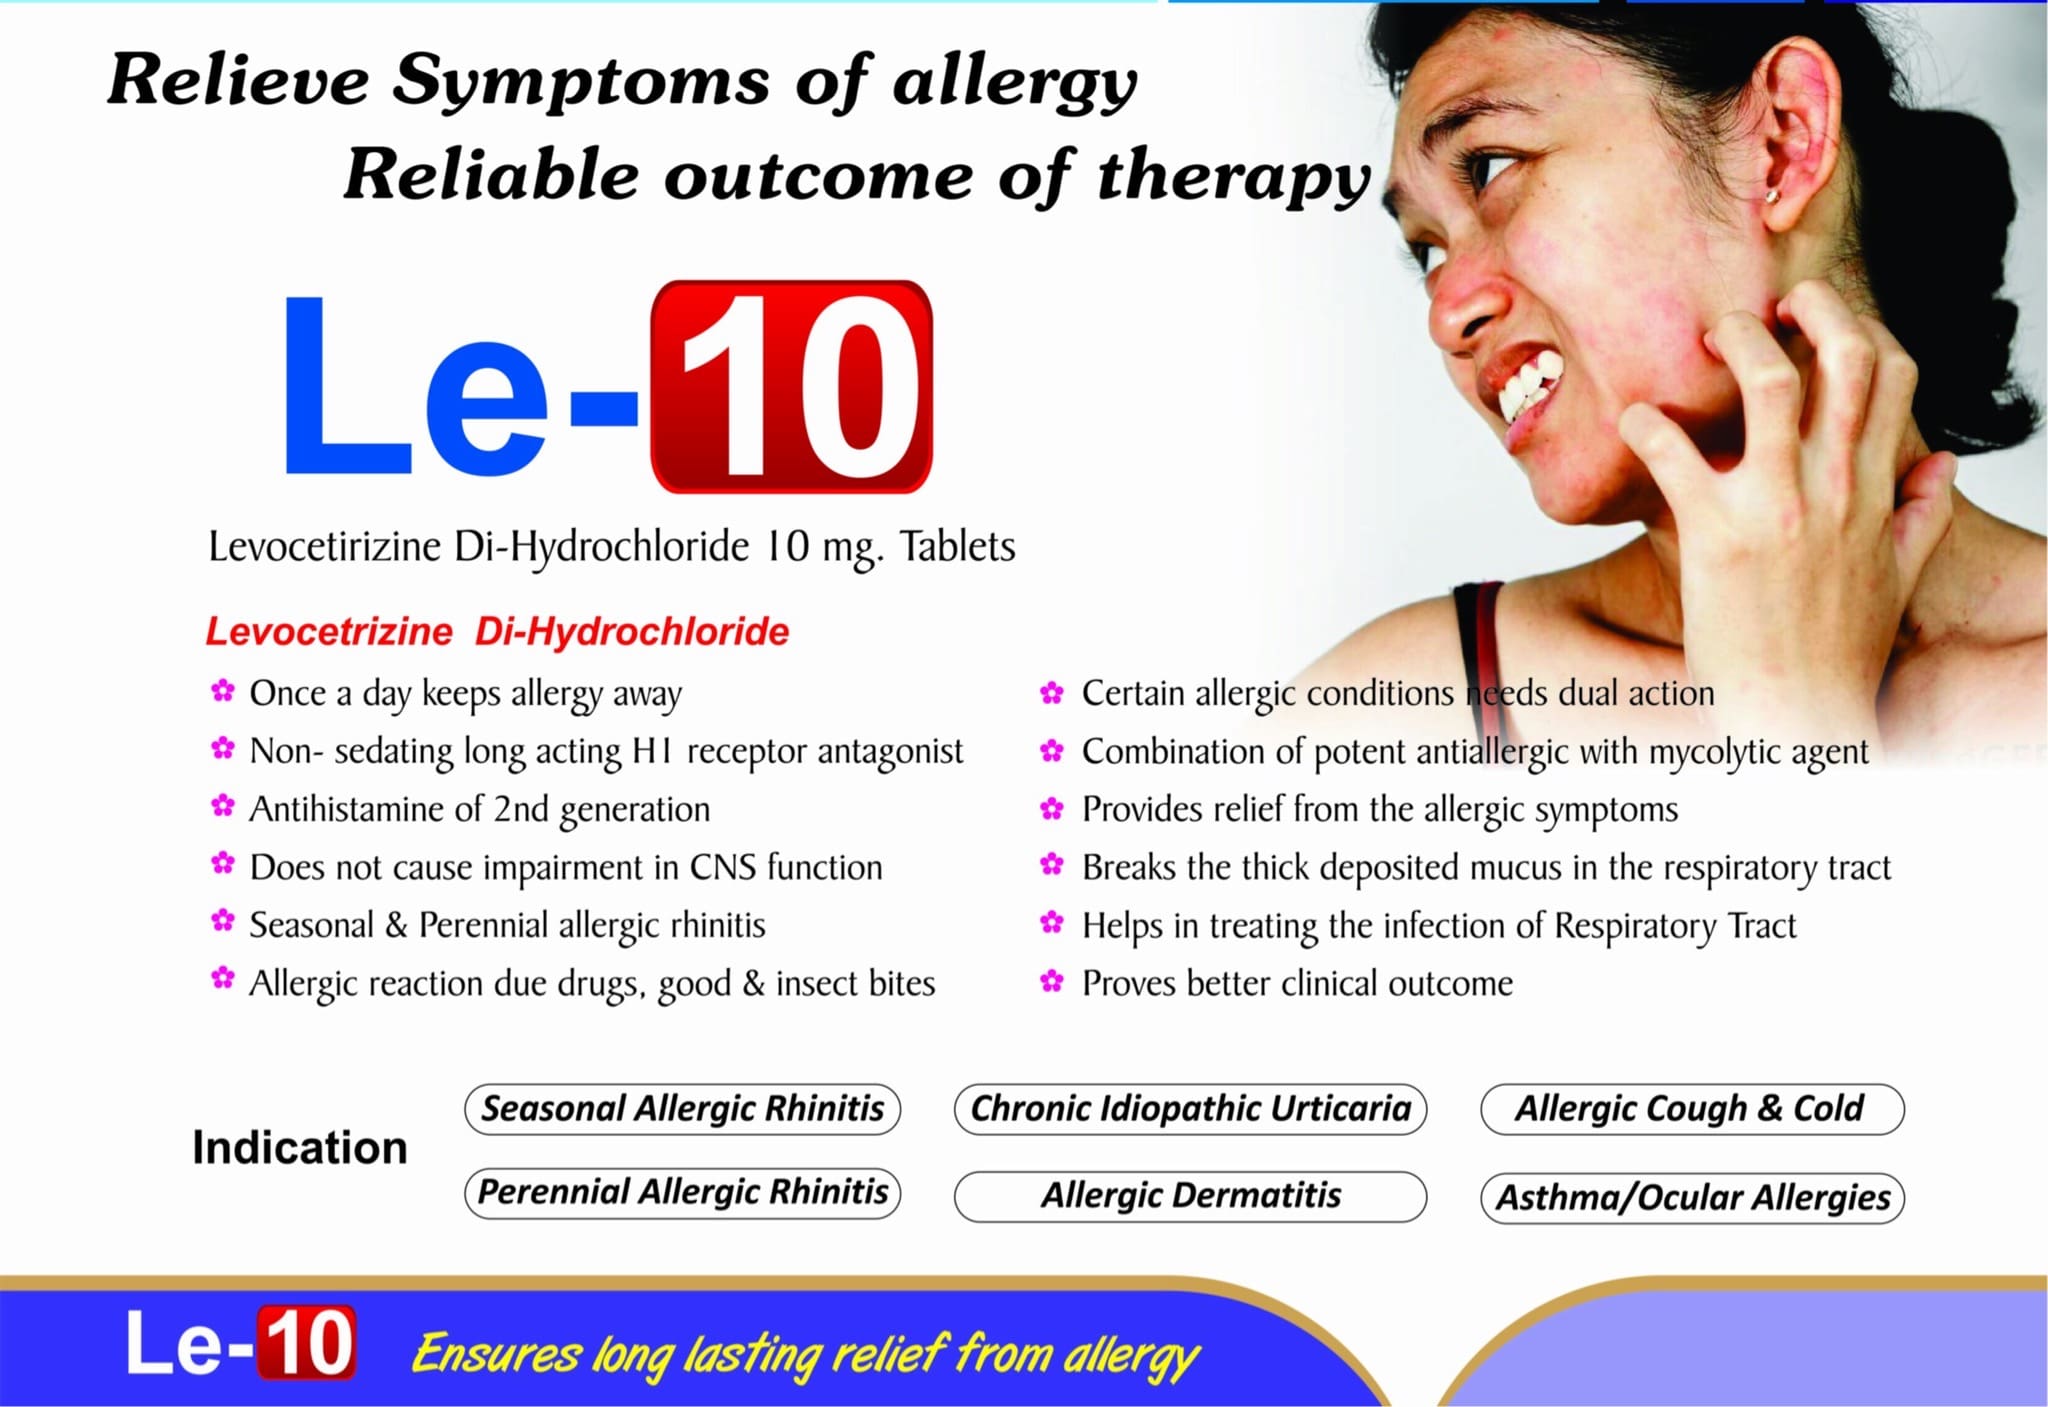 Relieve Symptoms of allergy
Reliable outcome of therapy
Le-10
Levocetirizine Di-Hydrochloride 10 mg. Tablets
Levocetrizine Di-Hydrochloride
Once a day keeps allergy away
Non- sedating long acting H1 receptor antagonist
Antihistamine of 2nd generation
Does not cause impairment in CNS function
Seasonal & Perennial allergic rhinitis
Allergic reaction due drugs, good & insect bites
Certain allergic conditions needs dual action
Combination of potent antiallergic with mycolytic agent
Provides relief from the allergic symptoms
Breaks the thick deposited mucus in the respiratory tract
Helps in treating the infection of Respiratory Tract
Proves better clinical outcome
Indication
Seasonal Allergic Rhinitis
Chronic Idiopathic Urticaria
Allergic Cough & Cold
Perennial Allergic Rhinitis
Allergic Dermatitis
Asthma/Ocular Allergies
Le-10 Ensures long lasting relief from allergy